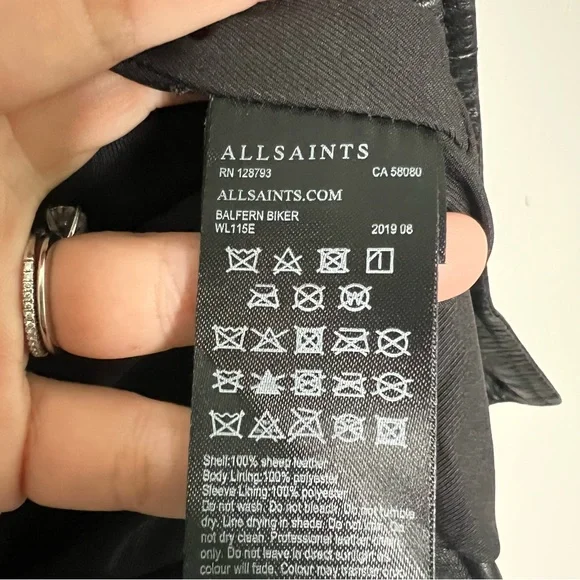 ALLSAINTS
RN 128793 CA 58080
ALLSAINTS.COM
BALFERN BIKER
WL115E 2019 08
Shell:100% sheep leather
Body Lining:100% polyester
Sleeve Lining:100% polyester
Do not wash. Do not bleach. Do not tumble
dry. Line drying in shade. Do not iron. Do
not dry clean. Professional leather clean
only. Do not leave in direct sunlight as
colour will fade. Colour may transfer